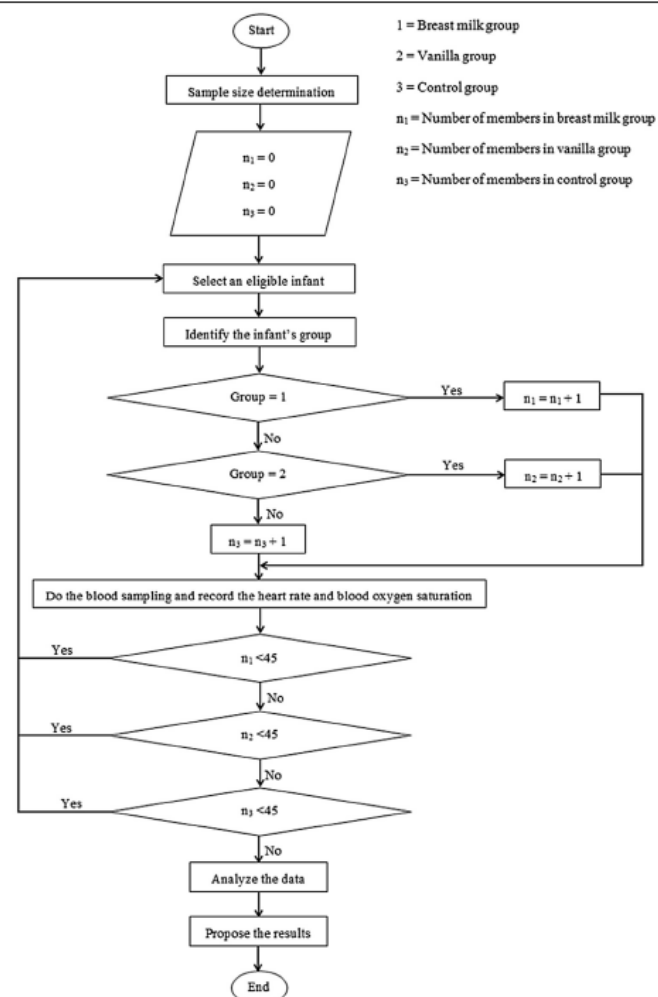 Start
1 = Breast milk group
2 = Vanilla group
3 = Control group
n₁ = Number of members in breast milk group
n₂ = Number of members in vanilla group
n₃ = Number of members in control group
Sample size determination
n₁ = 0
n₂ = 0
n₃ = 0
Select an eligible infant
Identify the infant's group
Group = 1
Yes
n₁ = n₁ + 1
No
Group = 2
Yes
n₂ = n₂ + 1
No
n₃ = n₃ + 1
Do the blood sampling and record the heart rate and blood oxygen saturation
Yes
n₁ <45
No
Yes
n₂ <45
No
Yes
n₃ <45
No
Analyze the data
Propose the results
End